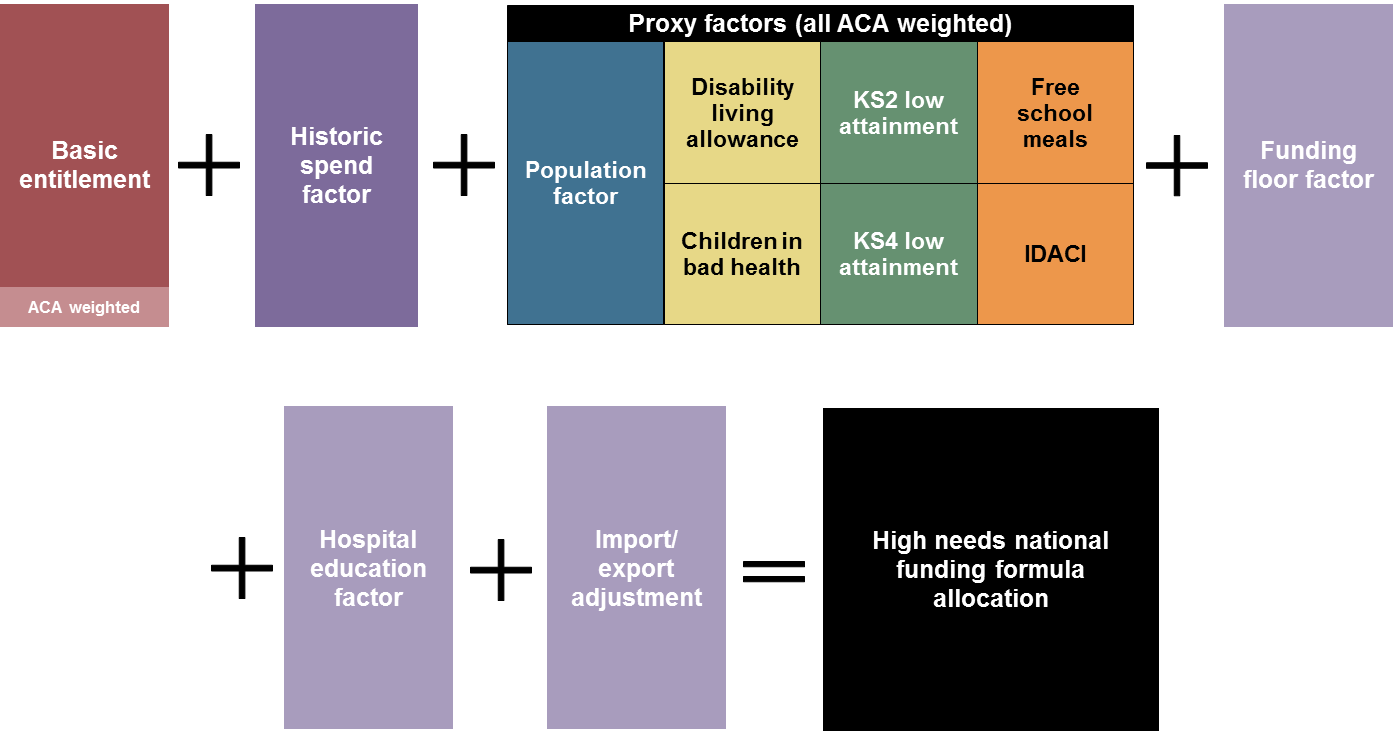 Basic
entitlement
ACA weighted
+
Historic
spend
factor
+
Proxy factors (all ACA weighted)
Population
factor
Disability
living
allowance
Children in
bad health
KS2 low
attainment
KS4 low
attainment
Free
school
meals
IDACI
+
Funding
floor factor
+
Hospital
education
factor
+
Import/
export
adjustment
=
High needs national
funding formula
allocation